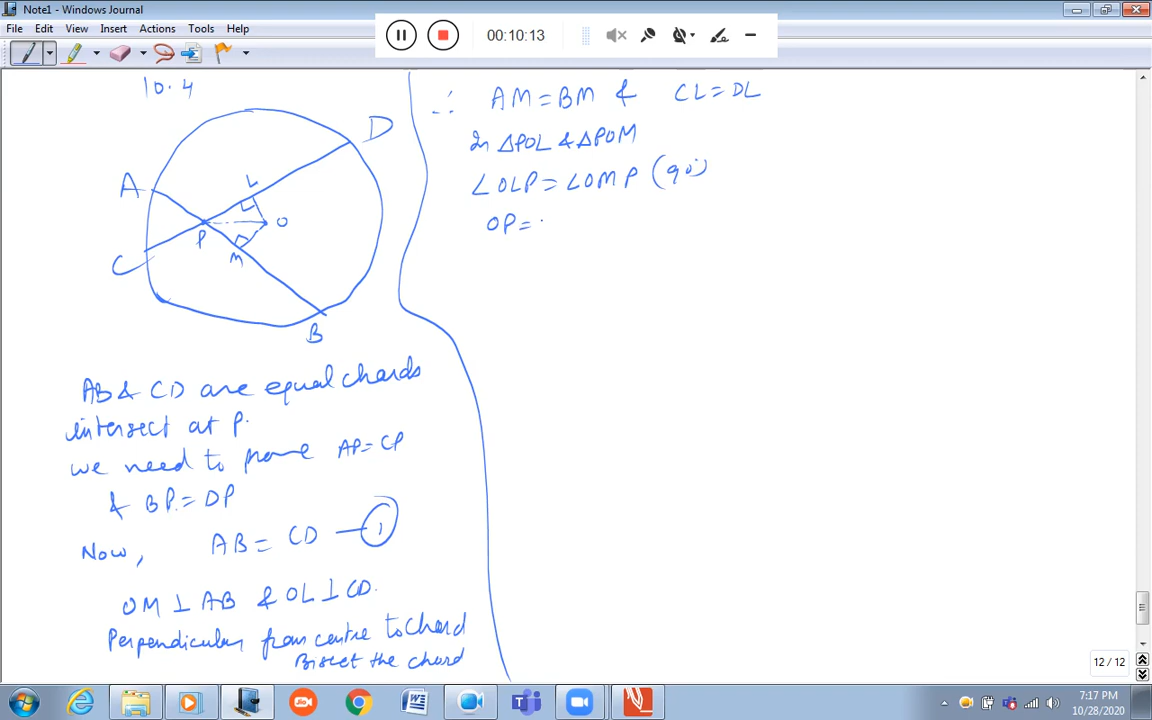 Note1 - Windows Journal
File Edit View Insert Actions Tools Help
00:10:13
10.4
A
D
L
O
P
M
C
B
AB & CD are equal chords
intersect at P.
we need to prove AP = CP
& BP = DP
Now, AB = CD — ①
OM ⊥ AB & OL ⊥ CD.
Perpendicular from centre to chord
Bisect the chord
∴ AM = BM & CL = DL
In ΔPOL & ΔPOM
∠OLP = ∠OMP (90°)
OP =
12 / 12
7:17 PM
10/28/2020